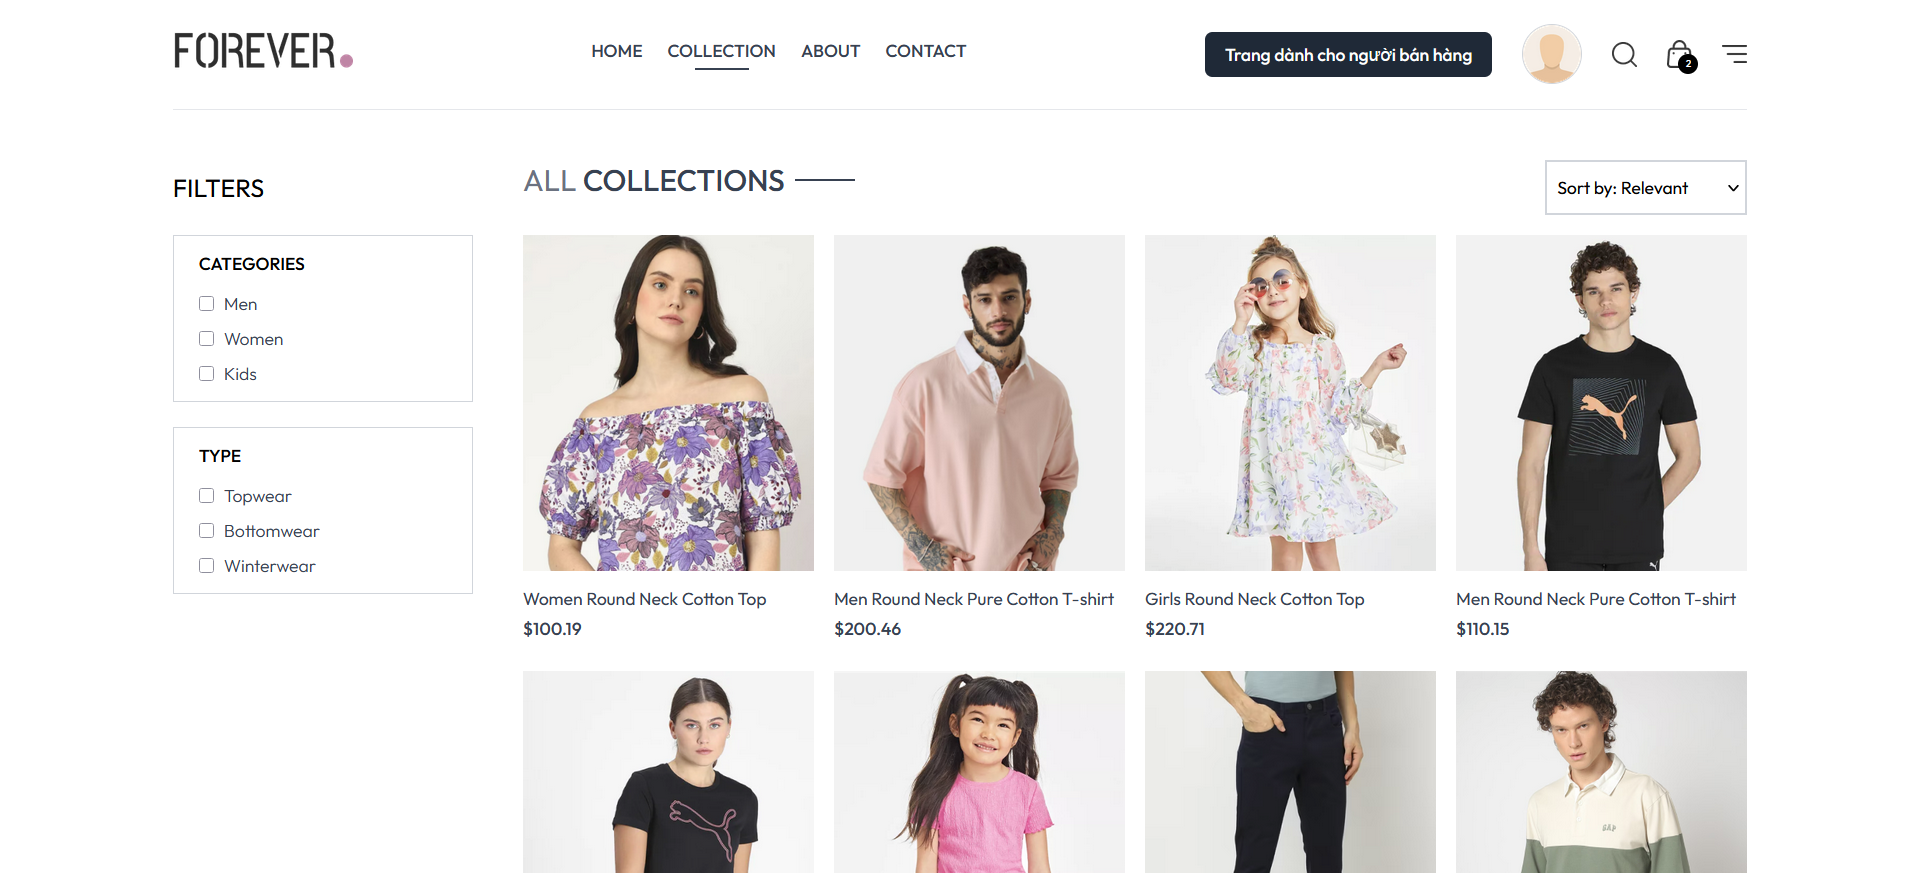 FOREVER.
HOME COLLECTION ABOUT CONTACT
Trang dành cho người bán hàng
2
FILTERS
ALL COLLECTIONS
Sort by: Relevant
CATEGORIES
Men
Women
Kids
TYPE
Topwear
Bottomwear
Winterwear
Women Round Neck Cotton Top
$100.19
Men Round Neck Pure Cotton T-shirt
$200.46
Girls Round Neck Cotton Top
$220.71
Men Round Neck Pure Cotton T-shirt
$110.15
GAP